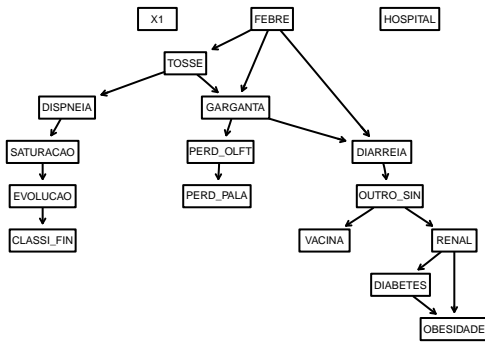 X1
FEBRE
HOSPITAL
TOSSE
DISPNEIA
GARGANTA
SATURACAO
PERD_OLFT
DIARREIA
EVOLUCAO
PERD_PALA
OUTRO_SIN
CLASSI_FIN
VACINA
RENAL
DIABETES
OBESIDADE